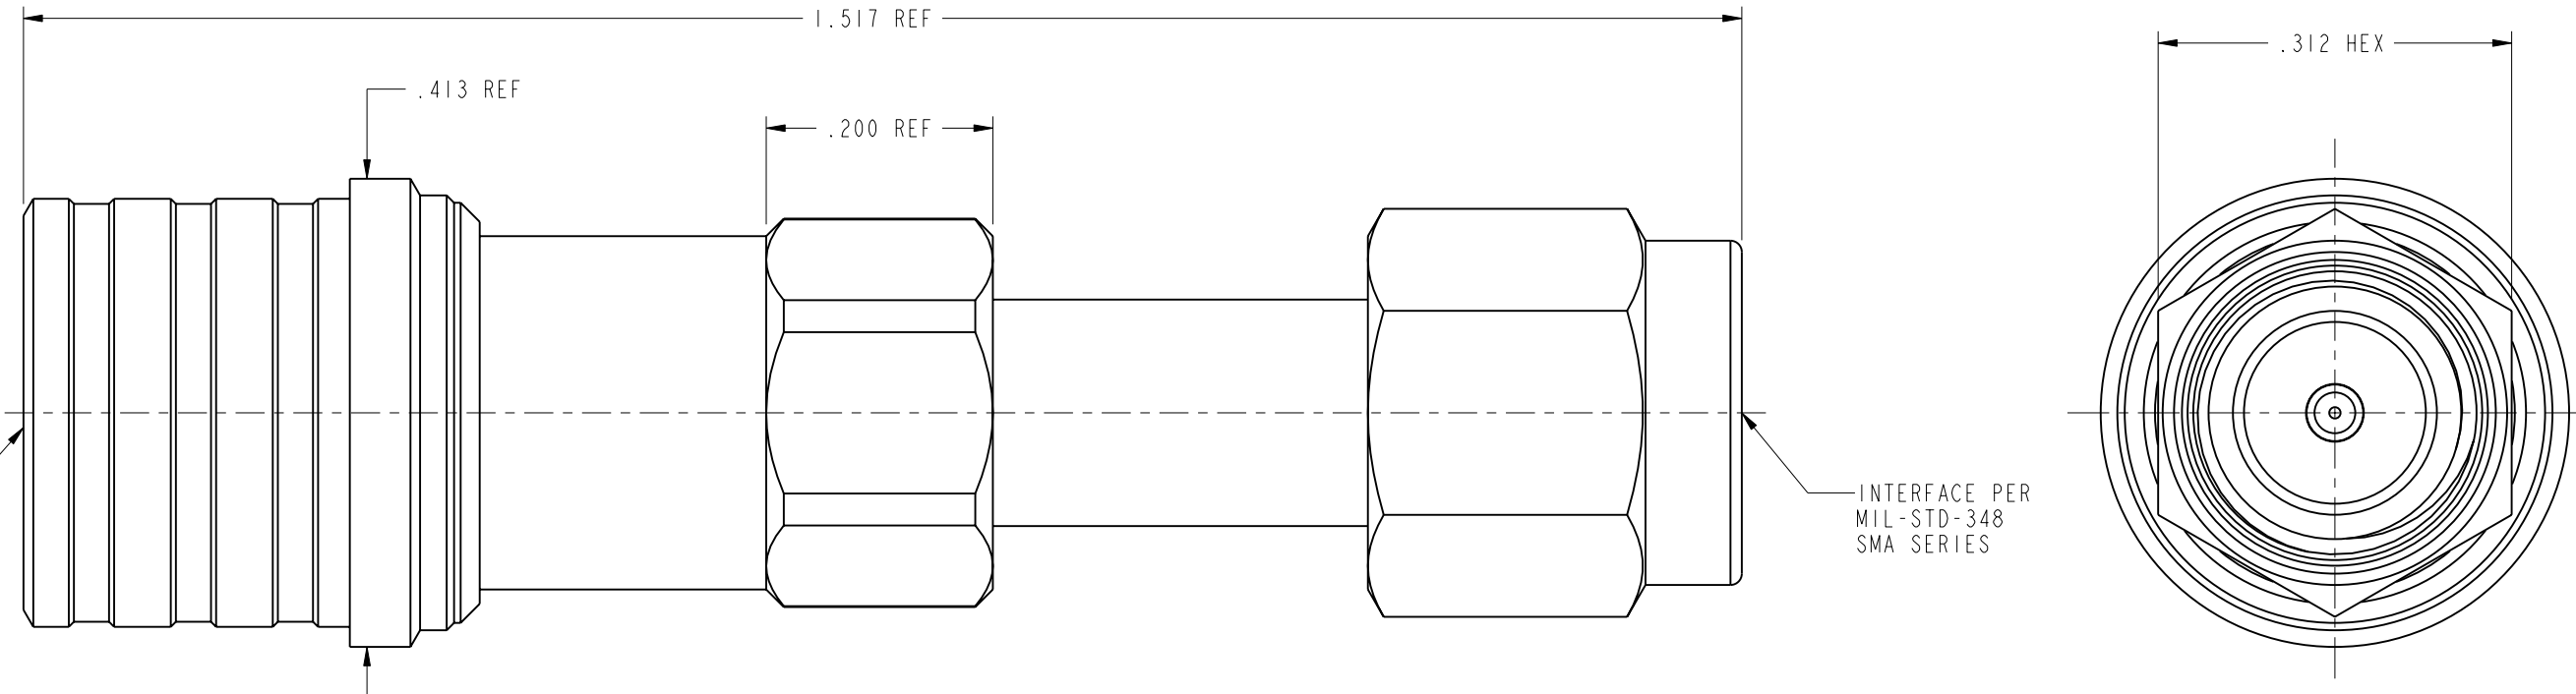 1.517 REF
.312 HEX
.413 REF
.200 REF
INTERFACE PER
MIL-STD-348
SMA SERIES